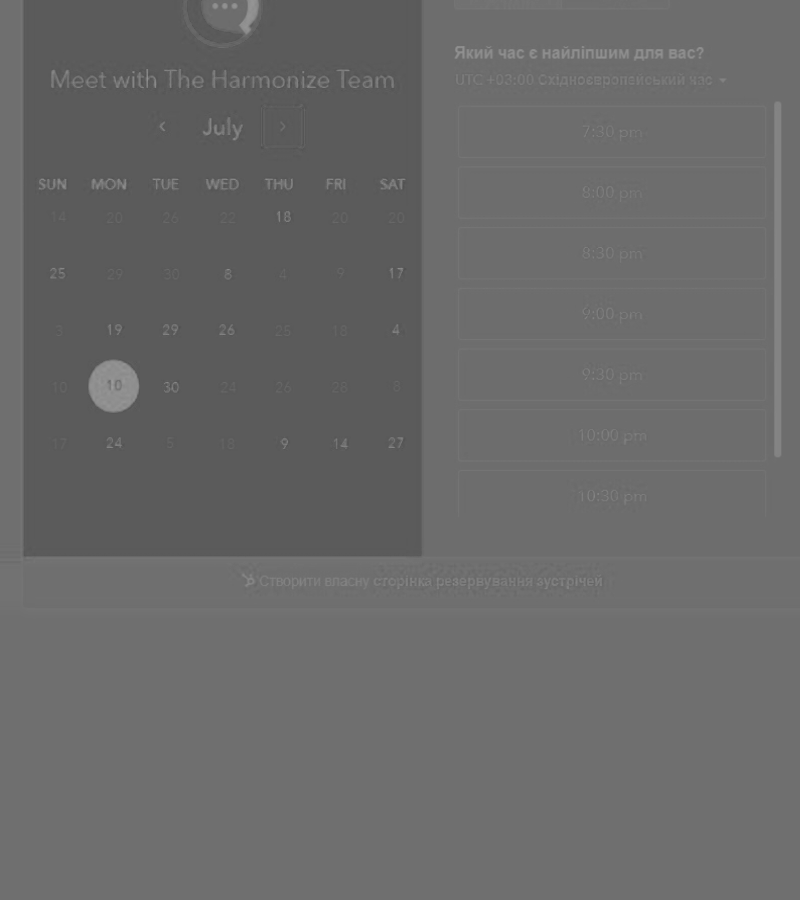 Meet with The Harmonize Team
July
SUN MON TUE WED THU FRI SAT
14 20 26 22 18 20 20
25 29 30 8 4 9 17
3 19 29 26 25 18 4
10 10 30 24 26 28 8
17 24 5 18 9 14 27
Який час є найліпшим для вас?
UTC +03:00 Східноєвропейський час
7:30 pm
8:00 pm
8:30 pm
9:00 pm
9:30 pm
10:00 pm
10:30 pm
Створити власну сторінка резервування зустрічей